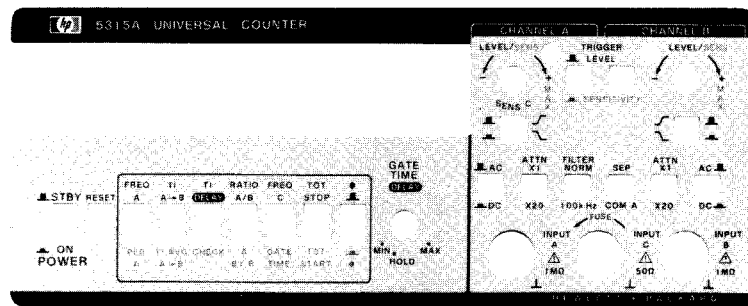 hp 5315A UNIVERSAL COUNTER
CHANNEL A CHANNEL B
LEVEL/SENS TRIGGER LEVEL/SENS
LEVEL
- + - +
MAX MAX
SENS C SENSITIVITY
GATE TIME
DELAY
AC ATTN X1 FILTER NORM SEP ATTN X1 AC
FREQ A TI A→B TI DELAY RATIO A/B FREQ C TOT STOP
STBY RESET
DC X20 100kHz COM A X20 DC
FUSE
ON
POWER
PER A TI AVG A→B CHECK GATE TIME TOT START
MIN HOLD MAX
INPUT A 1MΩ
INPUT C 50Ω
INPUT B 1MΩ
HEWLETT • PACKARD